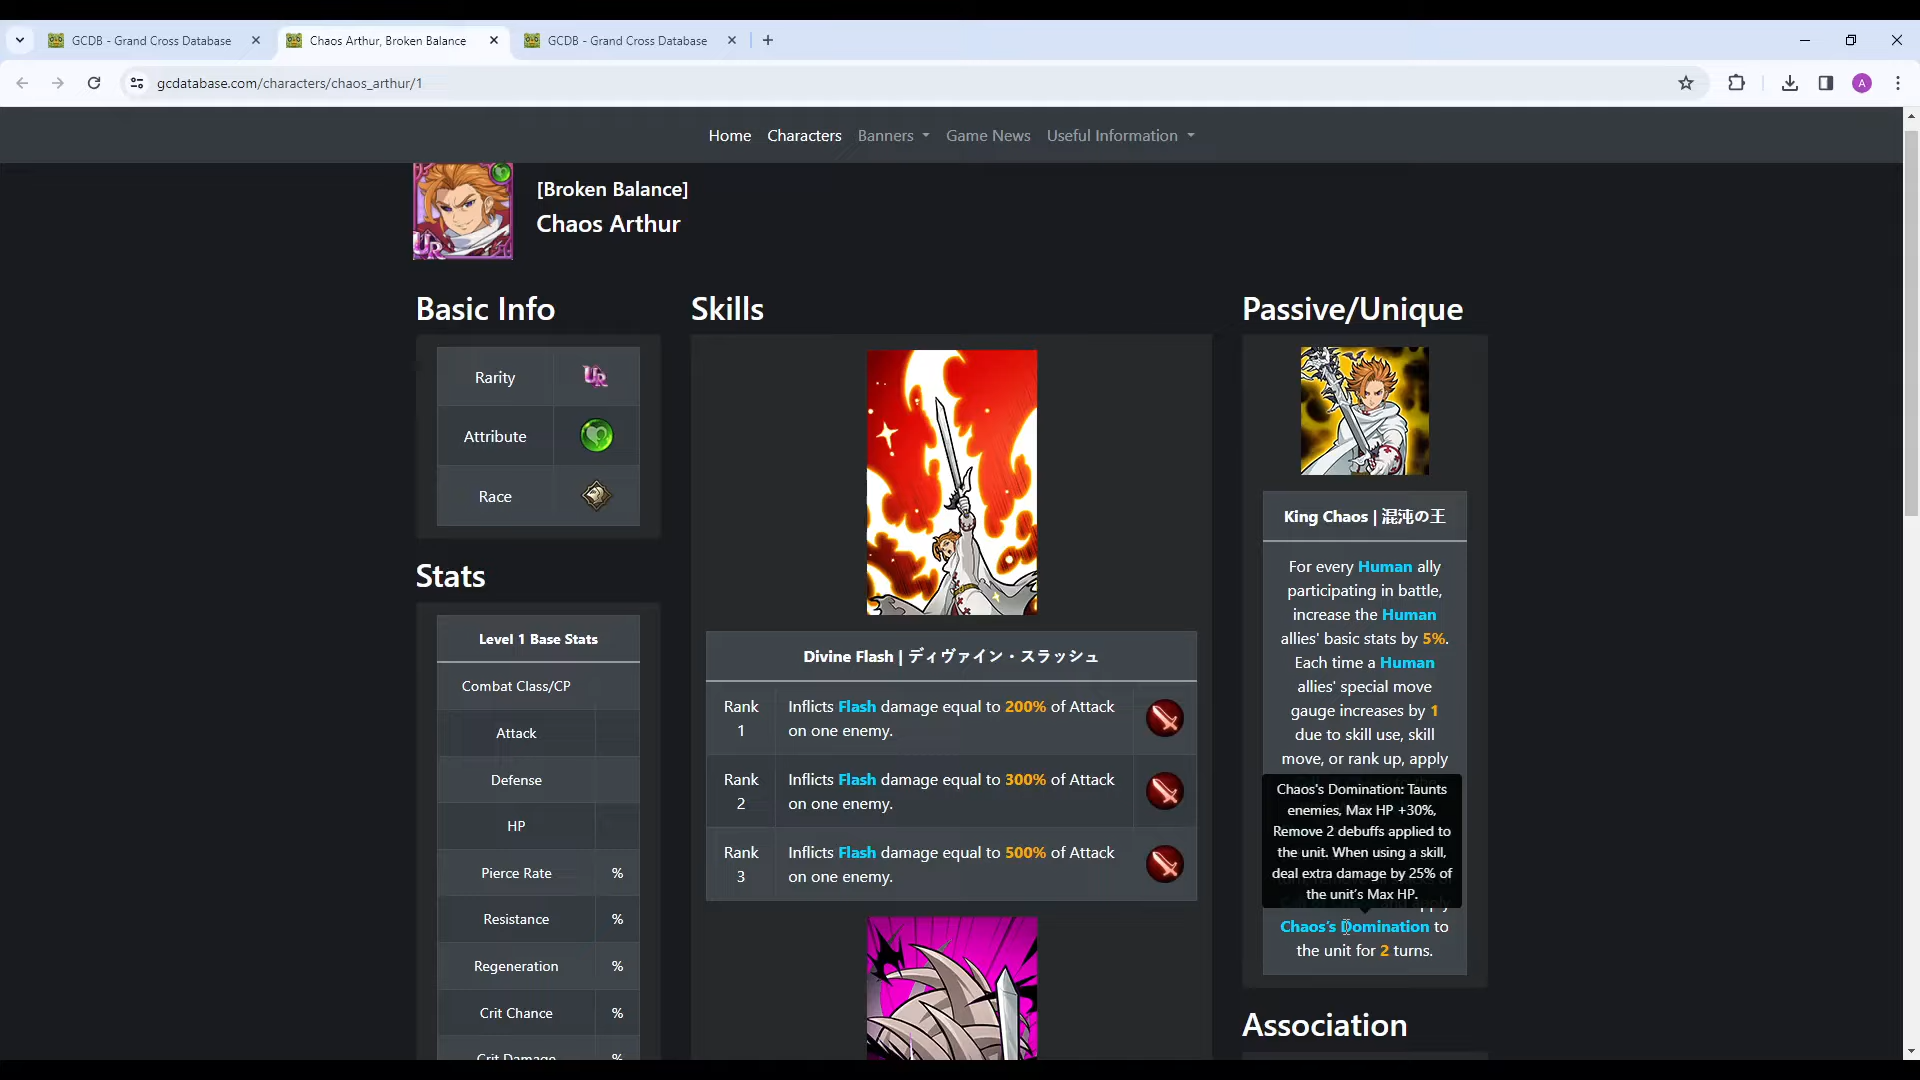 GCDB - Grand Cross Database
Chaos Arthur, Broken Balance
GCDB - Grand Cross Database
gcdatabase.com/characters/chaos_arthur/1
A
Home
Characters
Banners
Game News
Useful Information
UR
[Broken Balance]
Chaos Arthur
Basic Info
Rarity
UR
Attribute
Race
Stats
Level 1 Base Stats
Combat Class/CP
Attack
Defense
HP
Pierce Rate %
Resistance %
Regeneration %
Crit Chance %
Crit Damage %
Skills
Divine Flash | ディヴァイン・スラッシュ
Rank
1
Inflicts Flash damage equal to 200% of Attack
on one enemy.
Rank
2
Inflicts Flash damage equal to 300% of Attack
on one enemy.
Rank
3
Inflicts Flash damage equal to 500% of Attack
on one enemy.
Passive/Unique
King Chaos | 混沌の王
For every Human ally
participating in battle,
increase the Human
allies' basic stats by 5%.
Each time a Human
allies' special move
gauge increases by 1
due to skill use, skill
move, or rank up, apply
Chaos's Domination: Taunts
enemies, Max HP +30%,
Remove 2 debuffs applied to
the unit. When using a skill,
deal extra damage by 25% of
the unit's Max HP.
Chaos's Domination to
the unit for 2 turns.
Association